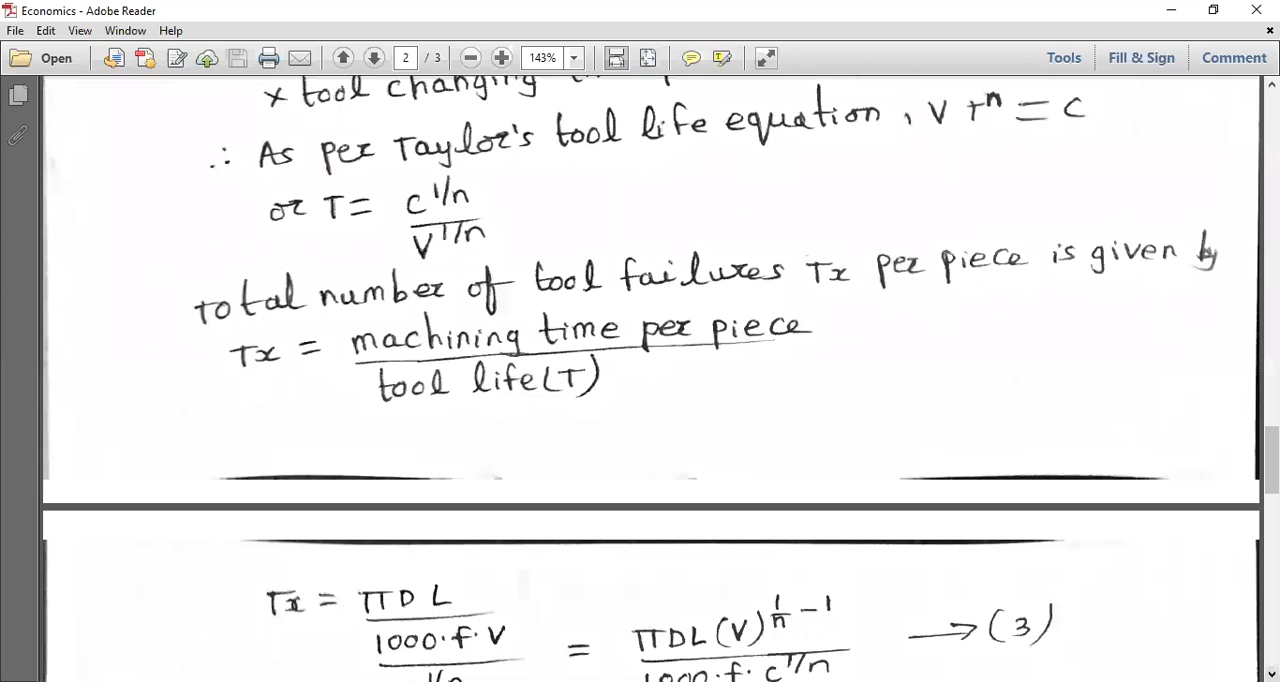 Economics - Adobe Reader
File Edit View Window Help
Open 2 / 3 143% Tools Fill & Sign Comment
x tool changing
∴ As per Taylor's tool life equation, V T^n = C
or T = C^1/n / V^1/n
Total number of tool failures Tx per piece is given by
Tx = machining time per piece / tool life (T)
Tx = πDL / 1000·f·V = πDL(V)^(1/n - 1) / 1000·f·C^1/n → (3)